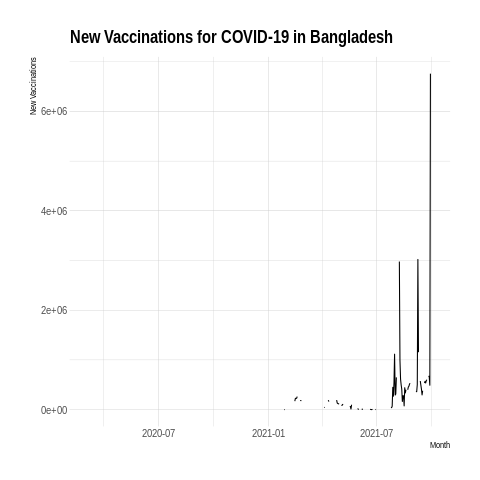 New Vaccinations for COVID-19 in Bangladesh
New Vaccinations
6e+06
4e+06
2e+06
0e+00
2020-07 2021-01 2021-07
Month